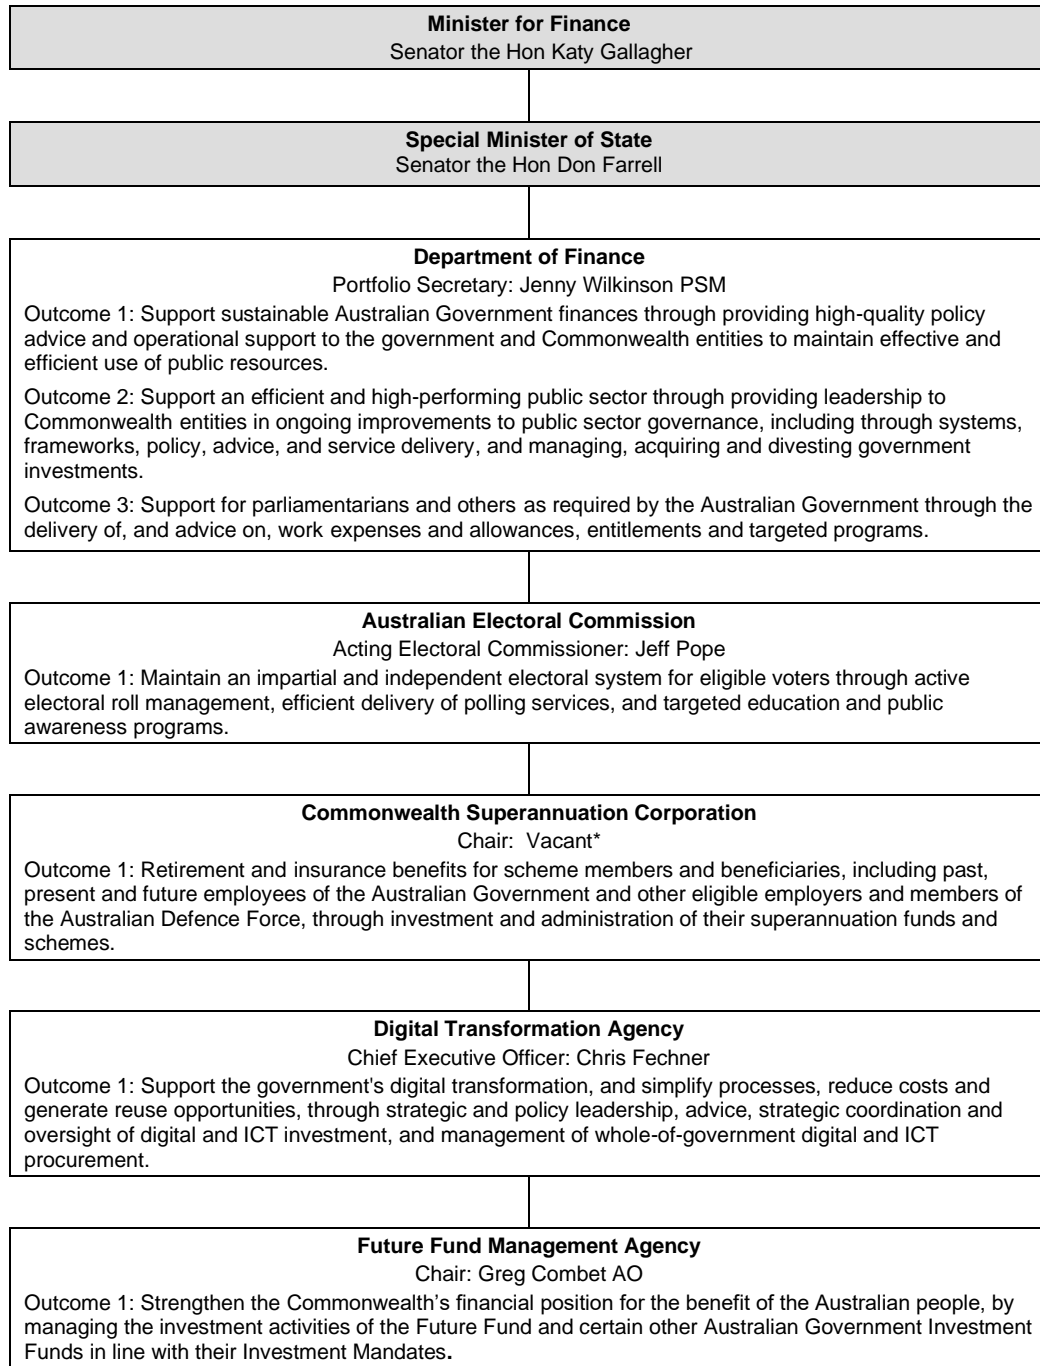 Minister for Finance
Senator the Hon Katy Gallagher
Special Minister of State
Senator the Hon Don Farrell
Department of Finance
Portfolio Secretary: Jenny Wilkinson PSM
Outcome 1: Support sustainable Australian Government finances through providing high-quality policy
advice and operational support to the government and Commonwealth entities to maintain effective and
efficient use of public resources.
Outcome 2: Support an efficient and high-performing public sector through providing leadership to
Commonwealth entities in ongoing improvements to public sector governance, including through systems,
frameworks, policy, advice, and service delivery, and managing, acquiring and divesting government
investments.
Outcome 3: Support for parliamentarians and others as required by the Australian Government through the
delivery of, and advice on, work expenses and allowances, entitlements and targeted programs.
Australian Electoral Commission
Acting Electoral Commissioner: Jeff Pope
Outcome 1: Maintain an impartial and independent electoral system for eligible voters through active
electoral roll management, efficient delivery of polling services, and targeted education and public
awareness programs.
Commonwealth Superannuation Corporation
Chair: Vacant*
Outcome 1: Retirement and insurance benefits for scheme members and beneficiaries, including past,
present and future employees of the Australian Government and other eligible employers and members of
the Australian Defence Force, through investment and administration of their superannuation funds and
schemes.
Digital Transformation Agency
Chief Executive Officer: Chris Fechner
Outcome 1: Support the government's digital transformation, and simplify processes, reduce costs and
generate reuse opportunities, through strategic and policy leadership, advice, strategic coordination and
oversight of digital and ICT investment, and management of whole-of-government digital and ICT
procurement.
Future Fund Management Agency
Chair: Greg Combet AO
Outcome 1: Strengthen the Commonwealth’s financial position for the benefit of the Australian people, by
managing the investment activities of the Future Fund and certain other Australian Government Investment
Funds in line with their Investment Mandates.